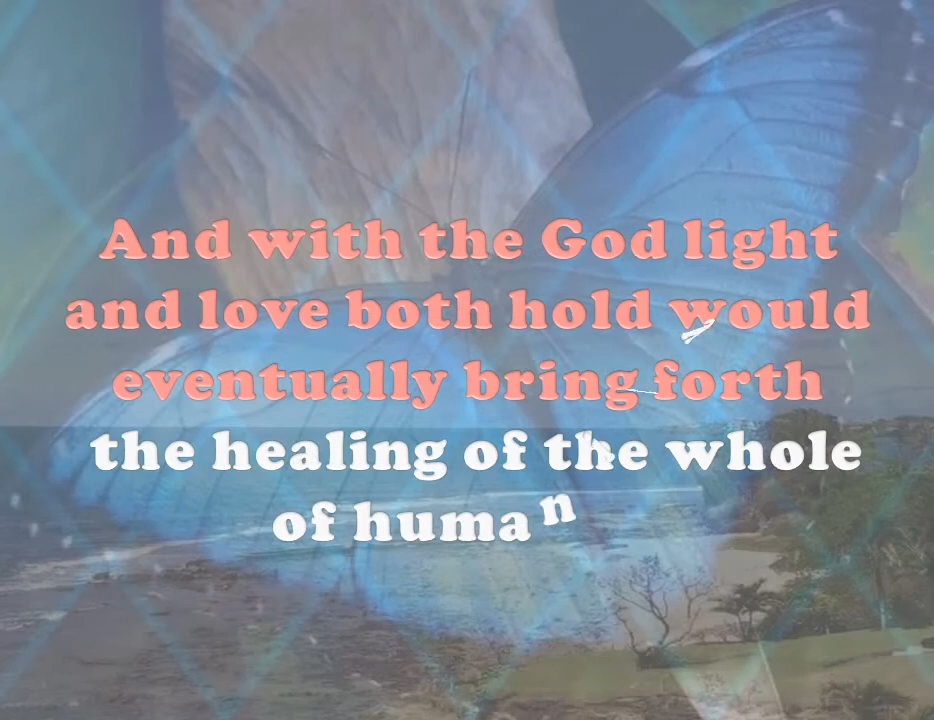 And with the God light
and love both hold would
eventually bring forth
the healing of the whole
of human